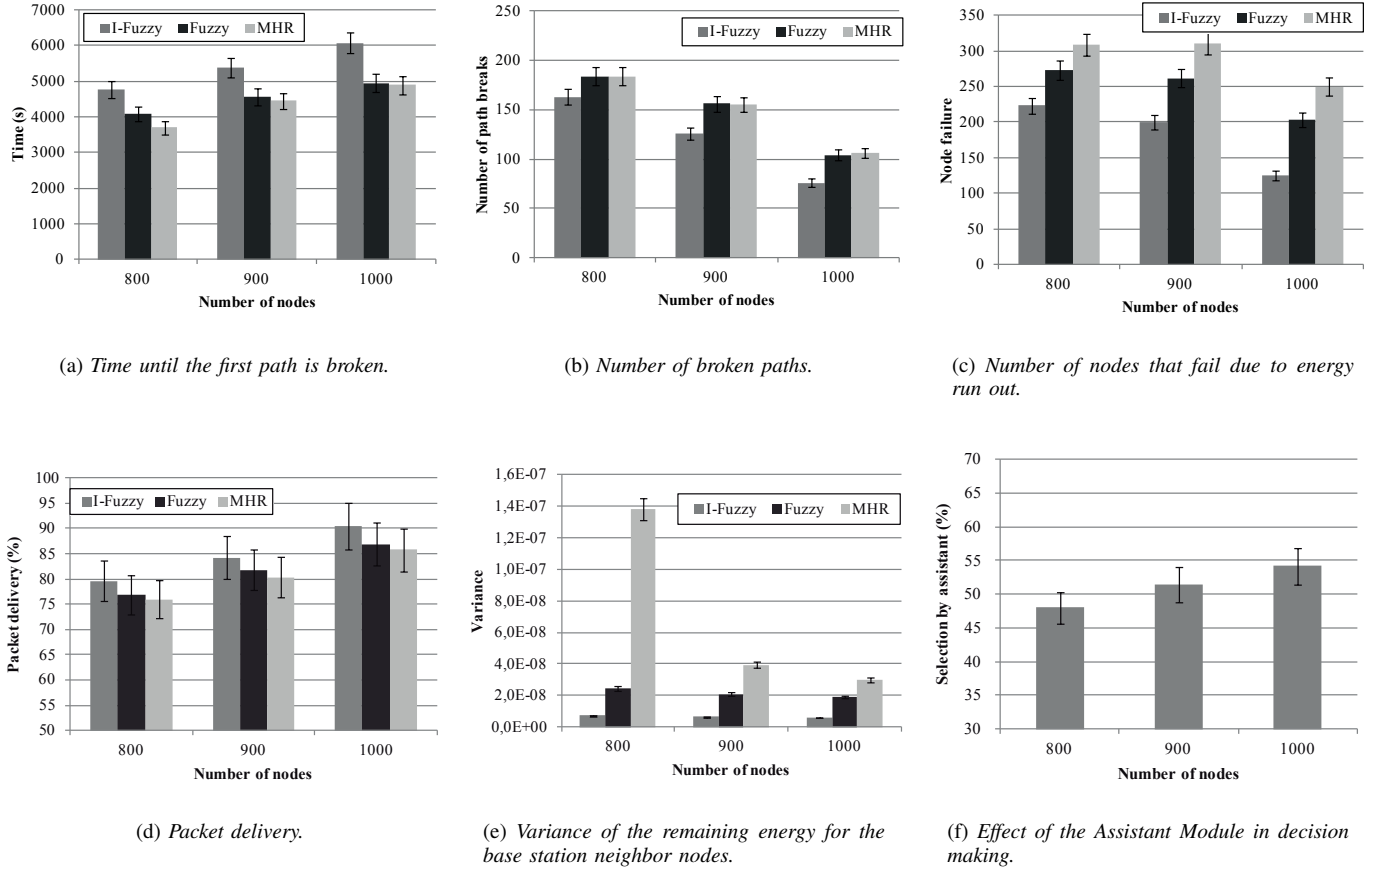 7000
6000
5000
4000
3000
2000
1000
0
Time (s)
I-Fuzzy Fuzzy MHR
800 900 1000
Number of nodes
(a) Time until the first path is broken.
250
200
150
100
50
0
Number of path breaks
I-Fuzzy Fuzzy MHR
800 900 1000
Number of nodes
(b) Number of broken paths.
350
300
250
200
150
100
50
0
Node failure
I-Fuzzy Fuzzy MHR
800 900 1000
Number of nodes
(c) Number of nodes that fail due to energy
run out.
100
95
90
85
80
75
70
65
60
55
50
Packet delivery (%)
I-Fuzzy Fuzzy MHR
800 900 1000
Number of nodes
(d) Packet delivery.
1,6E-07
1,4E-07
1,2E-07
1,0E-07
8,0E-08
6,0E-08
4,0E-08
2,0E-08
0,0E+00
Variance
I-Fuzzy Fuzzy MHR
800 900 1000
Number of nodes
(e) Variance of the remaining energy for the
base station neighbor nodes.
70
65
60
55
50
45
40
35
30
Selection by assistant (%)
800 900 1000
Number of nodes
(f) Effect of the Assistant Module in decision
making.